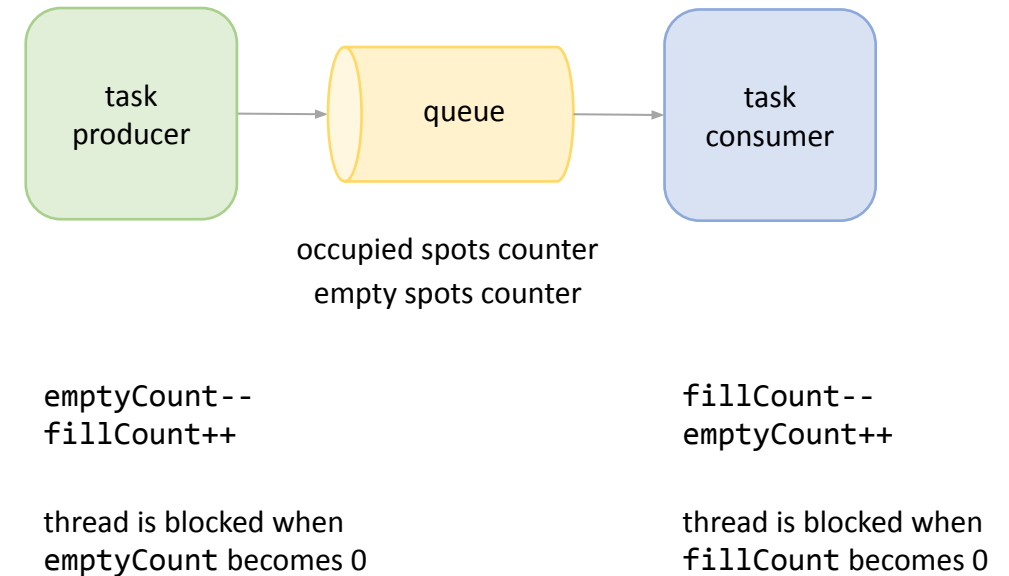 task
producer
queue
task
consumer
occupied spots counter
empty spots counter
emptyCount--
fillCount++
thread is blocked when
emptyCount becomes 0
fillCount--
emptyCount++
thread is blocked when
fillCount becomes 0